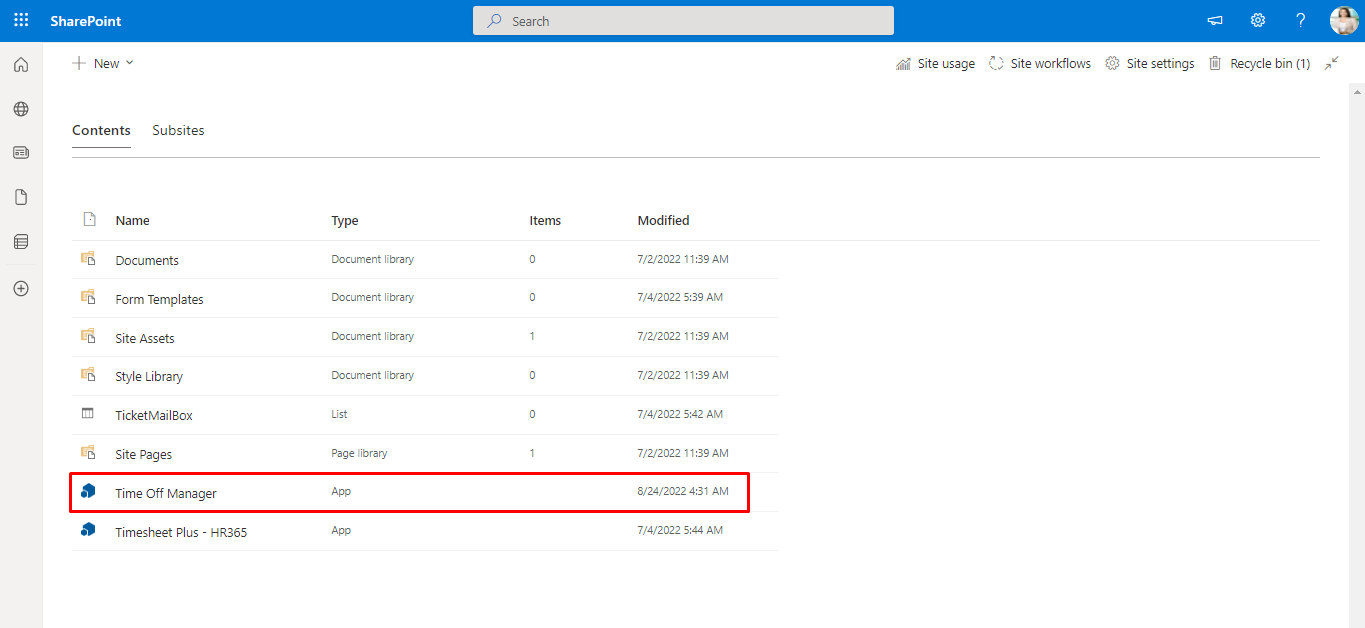 SharePoint
Search
?
New
Site usage
Site workflows
Site settings
Recycle bin (1)
Contents Subsites
Name Type Items Modified
Documents Document library 0 7/2/2022 11:39 AM
Form Templates Document library 0 7/4/2022 5:39 AM
Site Assets Document library 1 7/2/2022 11:39 AM
Style Library Document library 0 7/2/2022 11:39 AM
TicketMailBox List 0 7/4/2022 5:42 AM
Site Pages Page library 1 7/2/2022 11:39 AM
Time Off Manager App 8/24/2022 4:31 AM
Timesheet Plus - HR365 App 7/4/2022 5:44 AM